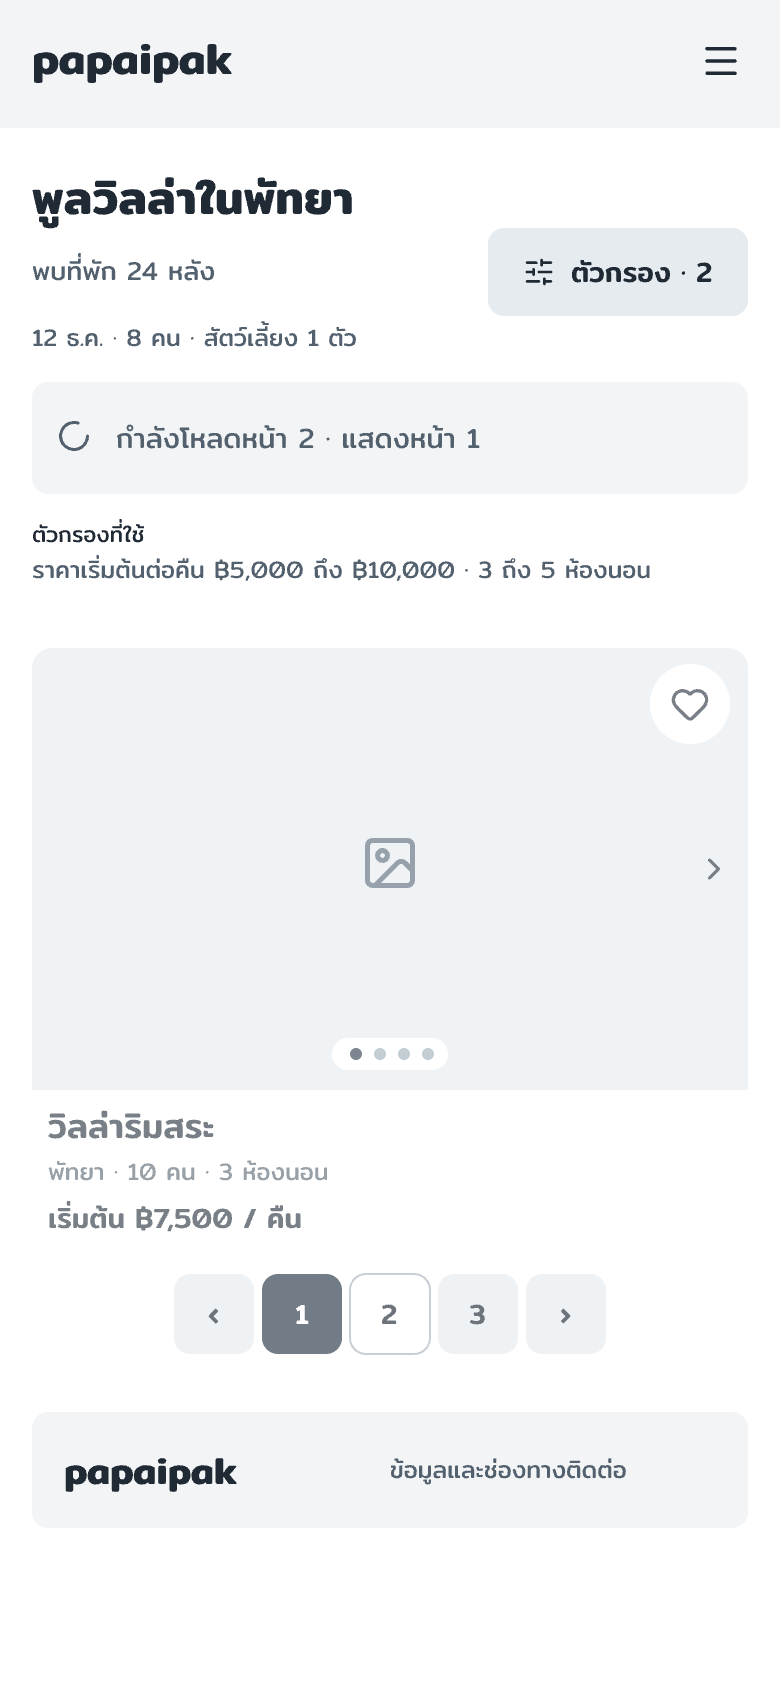 papaipak
พูลวิลล่าในพัทยา
พบที่พัก 24 หลัง
ตัวกรอง · 2
12 ธ.ค. · 8 คน · สัตว์เลี้ยง 1 ตัว
กำลังโหลดหน้า 2 · แสดงหน้า 1
ตัวกรองที่ใช้
ราคาเริ่มต้นต่อคืน ฿5,000 ถึง ฿10,000 · 3 ถึง 5 ห้องนอน
วิลล่าริมสระ
พัทยา · 10 คน · 3 ห้องนอน
เริ่มต้น ฿7,500 / คืน
‹ 1 2 3 ›
papaipak
ข้อมูลและช่องทางติดต่อ